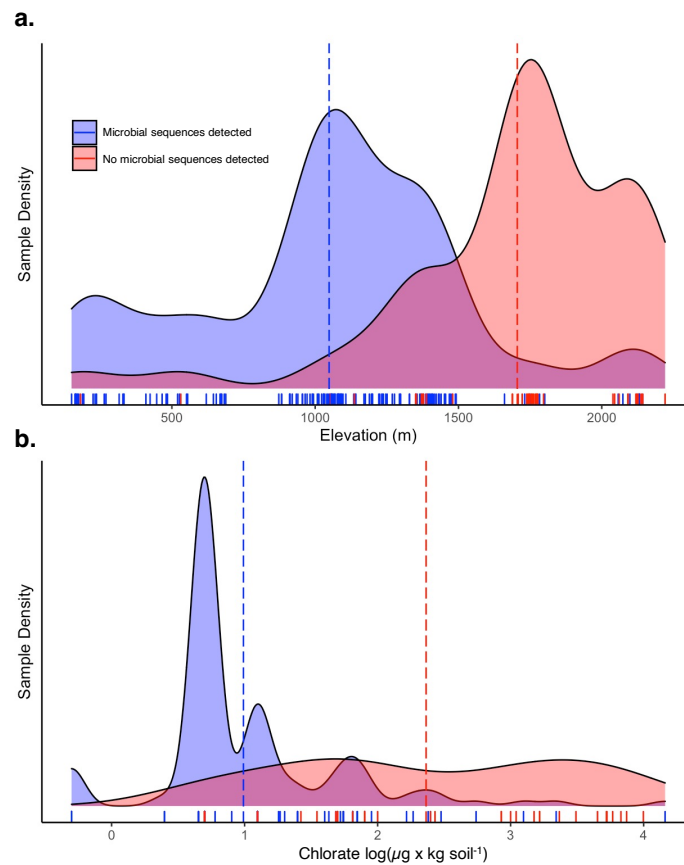 a.
Sample Density
Microbial sequences detected
No microbial sequences detected
500
1000
1500
2000
Elevation (m)
b.
Sample Density
0
1
2
3
4
Chlorate log(µg x kg soil⁻¹)